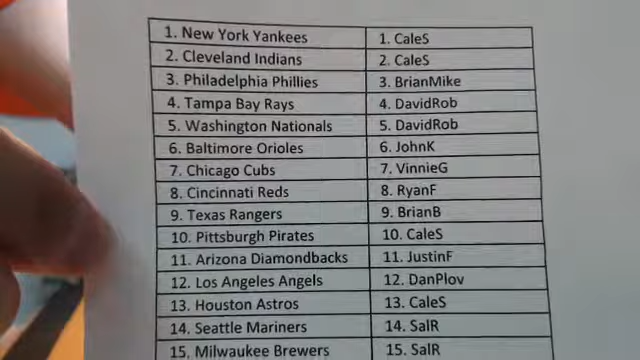 1. New York Yankees 1. CaleS
2. Cleveland Indians 2. CaleS
3. Philadelphia Phillies 3. BrianMike
4. Tampa Bay Rays 4. DavidRob
5. Washington Nationals 5. DavidRob
6. Baltimore Orioles 6. JohnK
7. Chicago Cubs 7. VinnieG
8. Cincinnati Reds 8. RyanF
9. Texas Rangers 9. BrianB
10. Pittsburgh Pirates 10. CaleS
11. Arizona Diamondbacks 11. JustinF
12. Los Angeles Angels 12. DanPlov
13. Houston Astros 13. CaleS
14. Seattle Mariners 14. SalR
15. Milwaukee Brewers 15. SalR